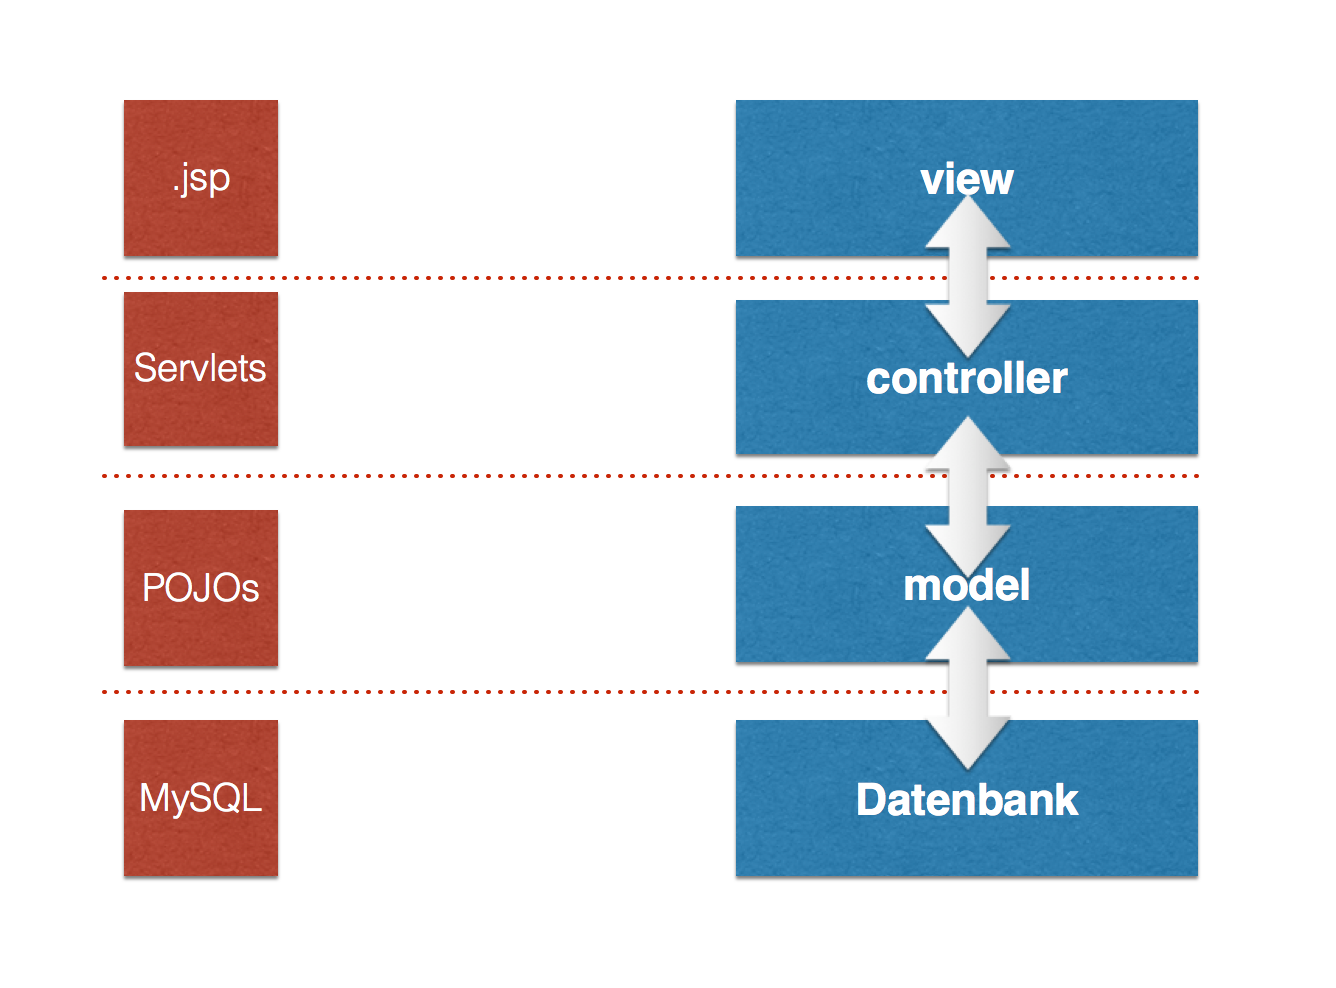 .jsp
view
Servlets
controller
POJOs
model
MySQL
Datenbank